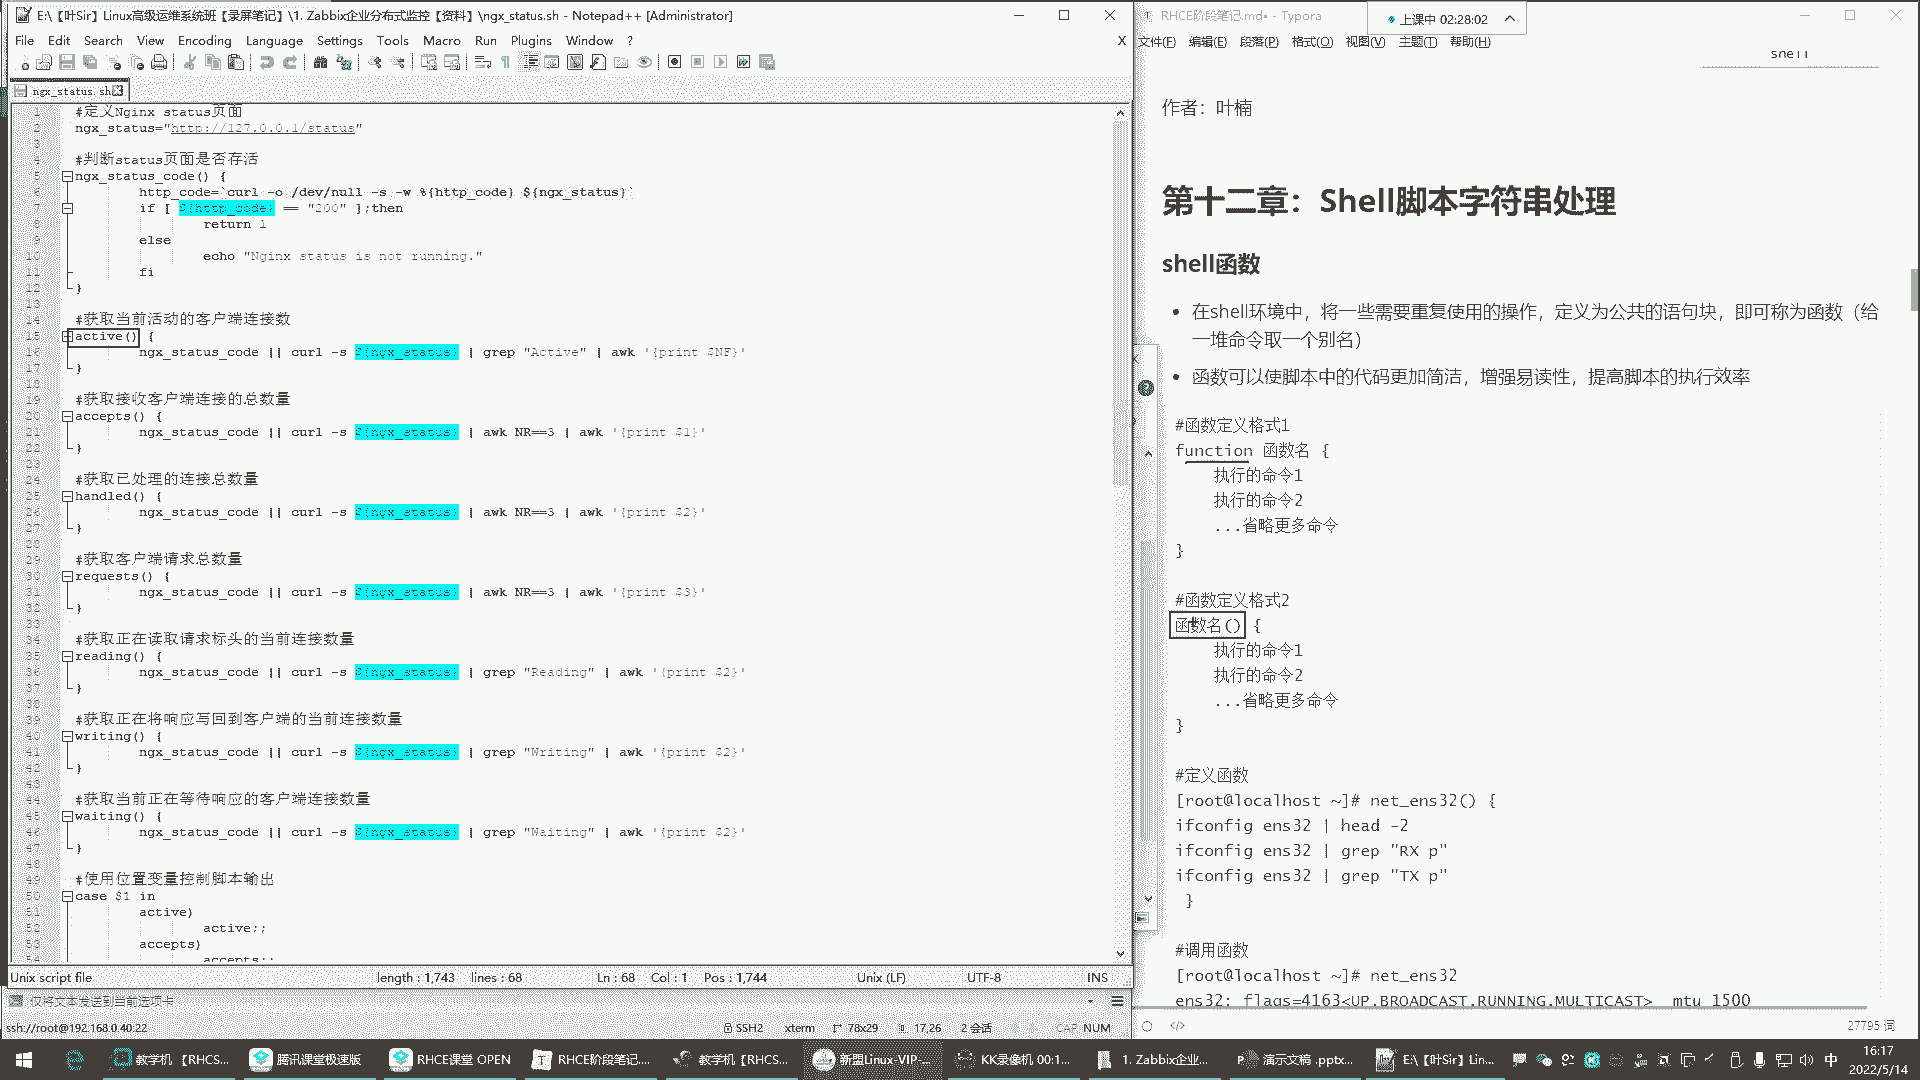 E:\【叶Sir】Linux高级运维系统班【录屏笔记】\1. Zabbix企业分布式监控【资料】\ngx_status.sh - Notepad++ [Administrator]
File Edit Search View Encoding Language Settings Tools Macro Run Plugins Window ?
X
ngx_status.sh
1 #定义Nginx status页面
2 ngx_status="http://127.0.0.1/status"
3
4 #判断status页面是否存活
5 ngx_status_code() {
6 http_code=`curl -o /dev/null -s -w %{http_code} ${ngx_status}`
7 if [ ${http_code} == "200" ];then
8 return 1
9 else
10 echo "Nginx status is not running."
11 fi
12 }
13
14 #获取当前活动的客户端连接数
15 active() {
16 ngx_status_code || curl -s ${ngx_status} | grep "Active" | awk '{print $NF}'
17 }
18
19 #获取接收客户端连接的总数量
20 accepts() {
21 ngx_status_code || curl -s ${ngx_status} | awk NR==3 | awk '{print $1}'
22 }
23
24 #获取已处理的连接总数量
25 handled() {
26 ngx_status_code || curl -s ${ngx_status} | awk NR==3 | awk '{print $2}'
27 }
28
29 #获取客户端请求总数量
30 requests() {
31 ngx_status_code || curl -s ${ngx_status} | awk NR==3 | awk '{print $3}'
32 }
33
34 #获取正在读取请求标头的当前连接数量
35 reading() {
36 ngx_status_code || curl -s ${ngx_status} | grep "Reading" | awk '{print $2}'
37 }
38
39 #获取正在将响应写回到客户端的当前连接数量
40 writing() {
41 ngx_status_code || curl -s ${ngx_status} | grep "Writing" | awk '{print $2}'
42 }
43
44 #获取当前正在等待响应的客户端连接数量
45 waiting() {
46 ngx_status_code || curl -s ${ngx_status} | grep "Waiting" | awk '{print $2}'
47 }
48
49 #使用位置变量控制脚本输出
50 case $1 in
51 active)
52 active;;
53 accepts)
54 accepts;;
Unix script file length : 1,743 lines : 68 Ln : 68 Col : 1 Pos : 1,744 Unix (LF) UTF-8 INS
仅将文本发送到当前选项卡
ssh://root@192.168.0.40:22 SSH2 xterm 78x29 17,26 2 会话 CAP NUM
RHCE阶段笔记.md• - Typora
上课中 02:28:02
文件(F) 编辑(E) 段落(P) 格式(O) 视图(V) 主题(T) 帮助(H)
shell
作者：叶楠
第十二章：Shell脚本字符串处理
shell函数
• 在shell环境中，将一些需要重复使用的操作，定义为公共的语句块，即可称为函数（给
一堆命令取一个别名）
• 函数可以使脚本中的代码更加简洁，增强易读性，提高脚本的执行效率
#函数定义格式1
function 函数名 {
执行的命令1
执行的命令2
...省略更多命令
}
#函数定义格式2
函数名() {
执行的命令1
执行的命令2
...省略更多命令
}
#定义函数
[root@localhost ~]# net_ens32() {
ifconfig ens32 | head -2
ifconfig ens32 | grep "RX p"
ifconfig ens32 | grep "TX p"
}
#调用函数
[root@localhost ~]# net_ens32
ens32: flags=4163<UP,BROADCAST,RUNNING,MULTICAST> mtu 1500
</> 27795 词
教学机 【RHCS... 腾讯课堂极速版 RHCE课堂 OPEN RHCE阶段笔记.... 教学机 【RHCS... 新盟Linux-VIP-... KK录像机 00:1... 1. Zabbix企业... 演示文稿 .pptx... E:\【叶Sir】Lin...
中
16:17
2022/5/14